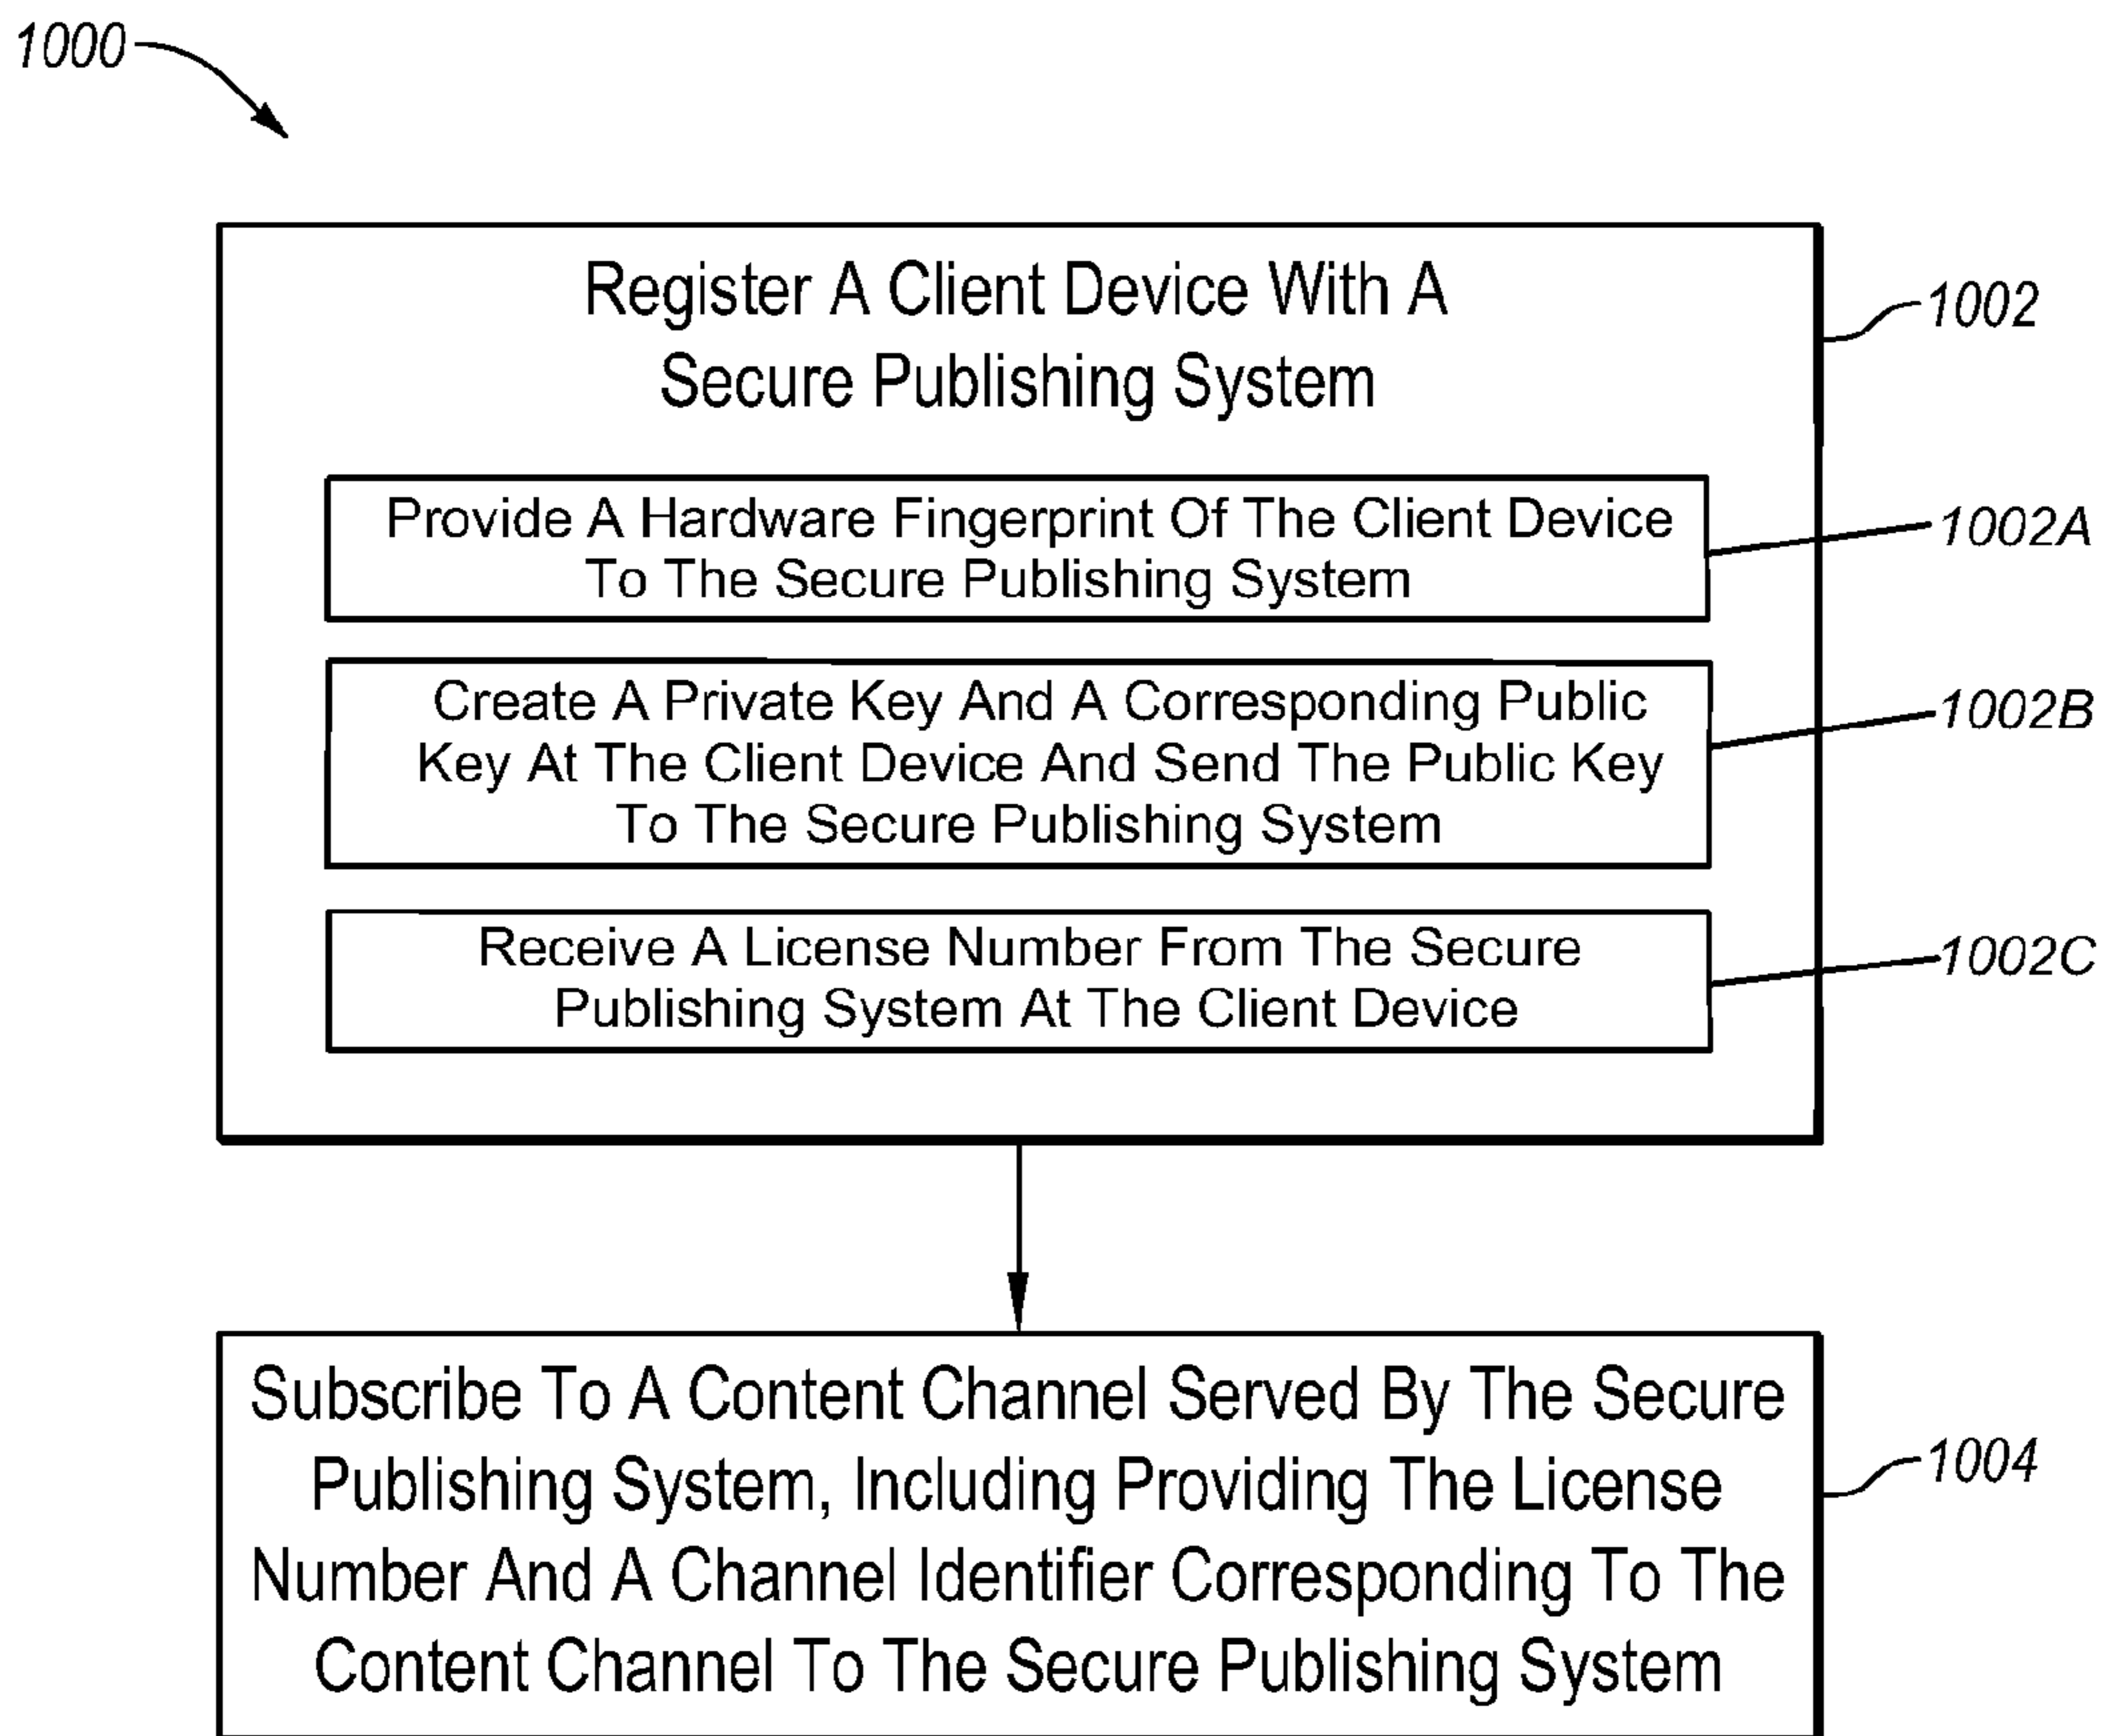 1000
Register A Client Device With A
Secure Publishing System
1002
Provide A Hardware Fingerprint Of The Client Device
To The Secure Publishing System
1002A
Create A Private Key And A Corresponding Public
Key At The Client Device And Send The Public Key
To The Secure Publishing System
1002B
Receive A License Number From The Secure
Publishing System At The Client Device
1002C
Subscribe To A Content Channel Served By The Secure
Publishing System, Including Providing The License
Number And A Channel Identifier Corresponding To The
Content Channel To The Secure Publishing System
1004